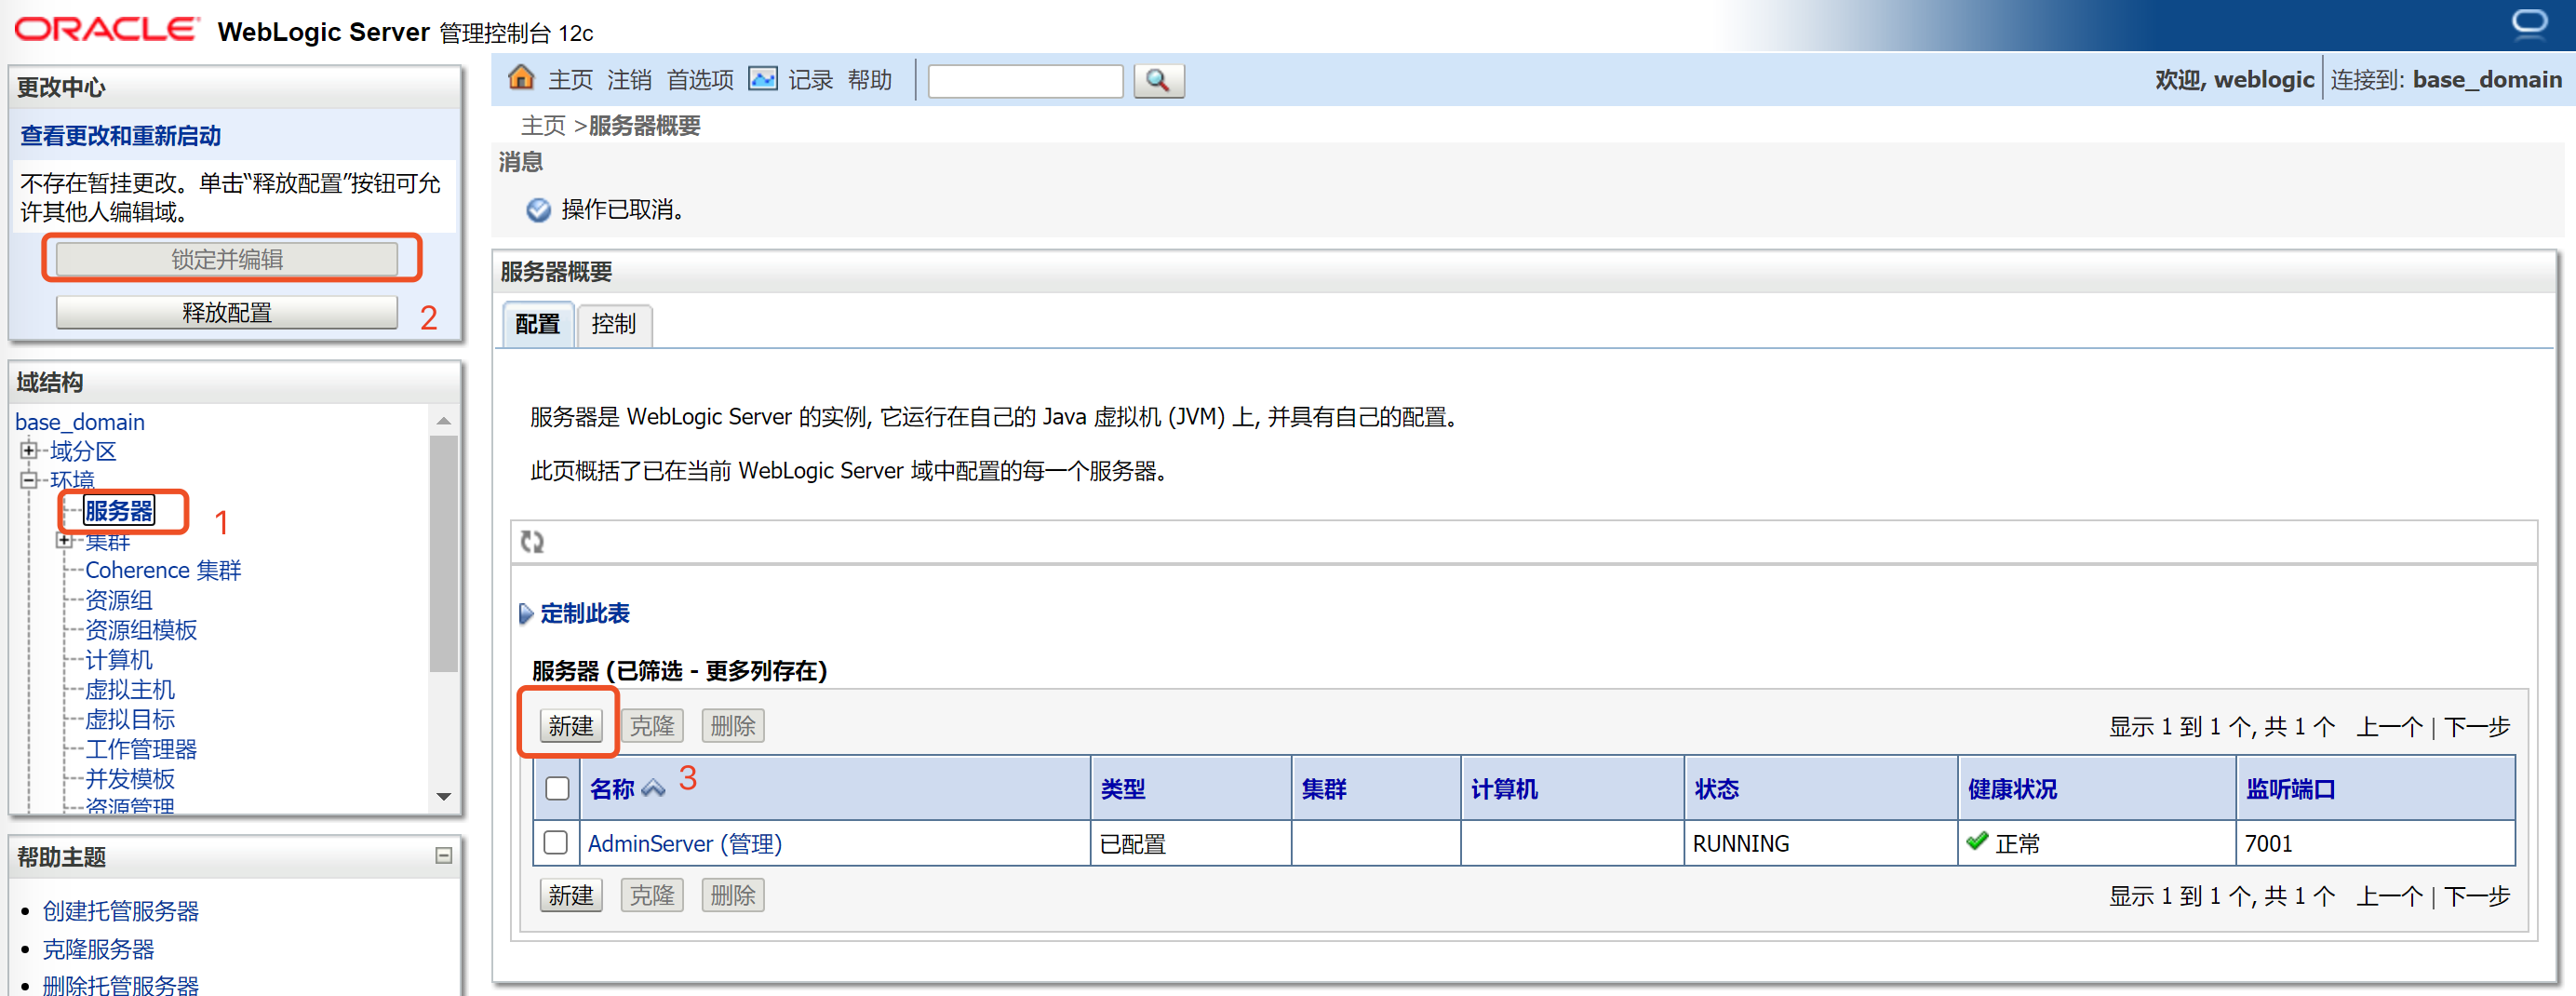 ORACLE WebLogic Server 管理控制台 12c
更改中心
查看更改和重新启动
不存在暂挂更改。单击“释放配置”按钮可允
许其他人编辑域。
锁定并编辑
释放配置
2
域结构
base_domain
域分区
环境
服务器
1
集群
Coherence 集群
资源组
资源组模板
计算机
虚拟主机
虚拟目标
工作管理器
并发模板
资源管理
帮助主题
创建托管服务器
克隆服务器
删除托管服务器
主页 注销 首选项 记录 帮助
欢迎, weblogic 连接到: base_domain
主页 >服务器概要
消息
操作已取消。
服务器概要
配置 控制
服务器是 WebLogic Server 的实例, 它运行在自己的 Java 虚拟机 (JVM) 上, 并具有自己的配置。
此页概括了已在当前 WebLogic Server 域中配置的每一个服务器。
定制此表
服务器 (已筛选 - 更多列存在)
新建 克隆 删除 显示 1 到 1 个, 共 1 个 上一个 | 下一步
名称 3 类型 集群 计算机 状态 健康状况 监听端口
AdminServer (管理) 已配置 RUNNING 正常 7001
新建 克隆 删除 显示 1 到 1 个, 共 1 个 上一个 | 下一步